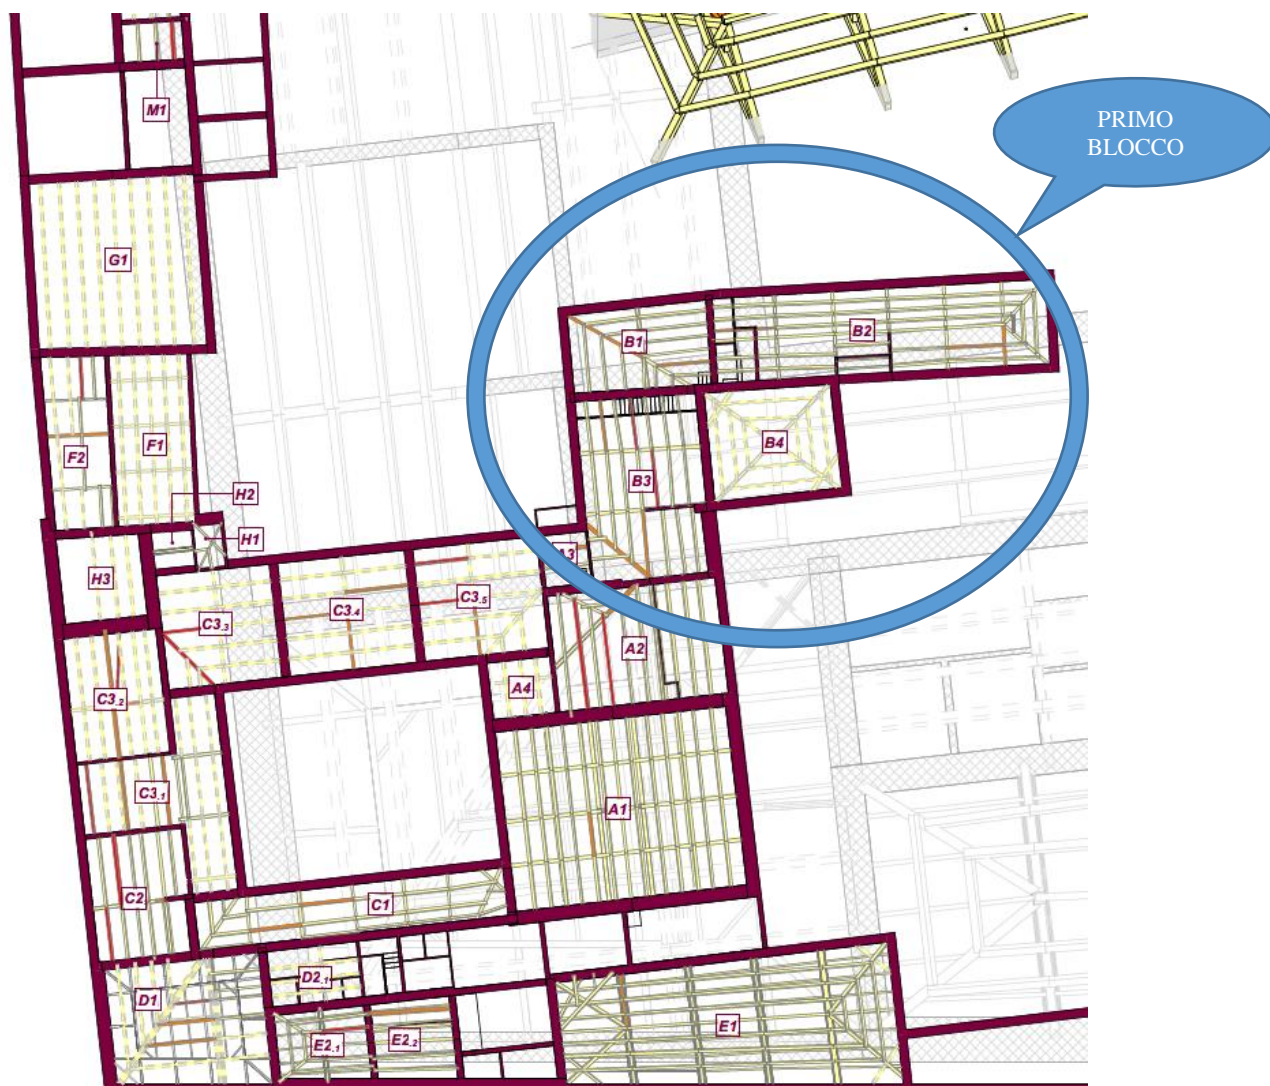 M1
PRIMO
BLOCCO
G1
B1
B2
F2
F1
B4
B3
H2
H1
H3
A3
C3.3
C3.4
C3.5
A2
C3.2
A4
C3.1
A1
C2
C1
D1
D2.1
E2.1
E2.2
E1